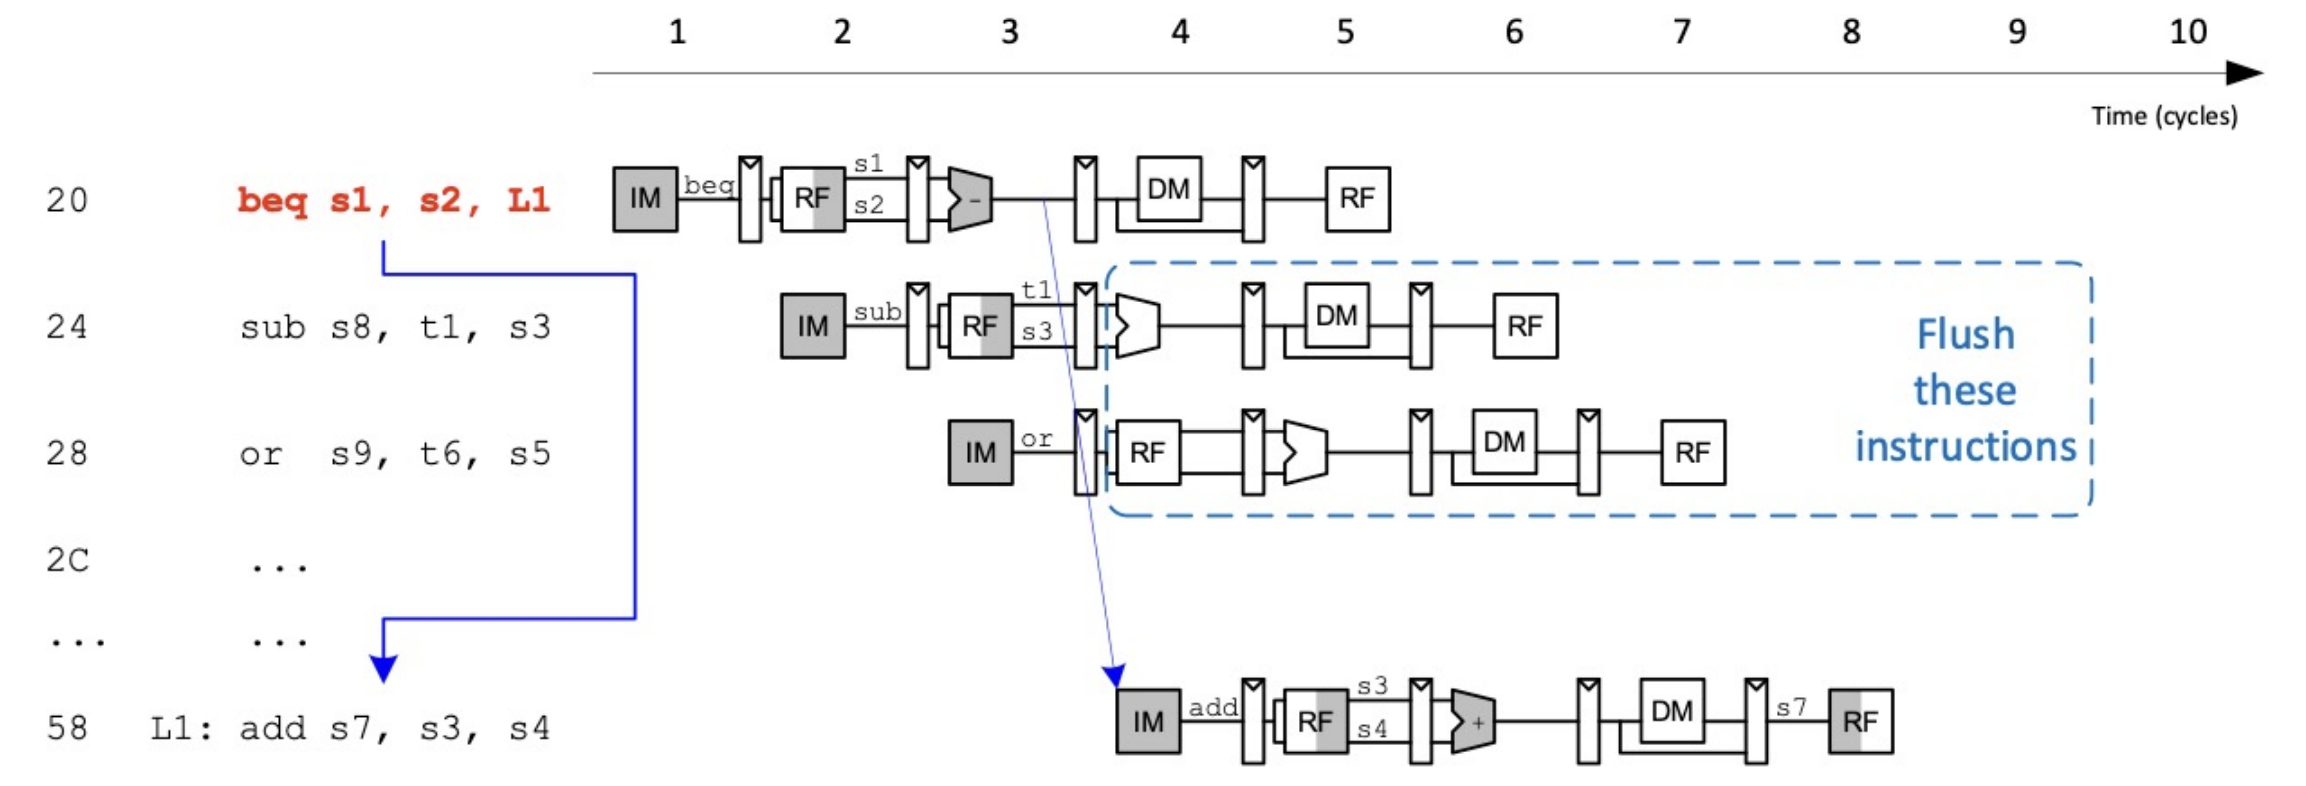 1 2 3 4 5 6 7 8 9 10
Time (cycles)
20 beq s1, s2, L1 IM beq RF s1 s2 - DM RF
24 sub s8, t1, s3 IM sub RF t1 s3 DM RF
28 or s9, t6, s5 IM or RF DM RF
Flush
these
instructions
2C ...
... ...
58 L1: add s7, s3, s4 IM add RF s3 s4 + DM s7 RF